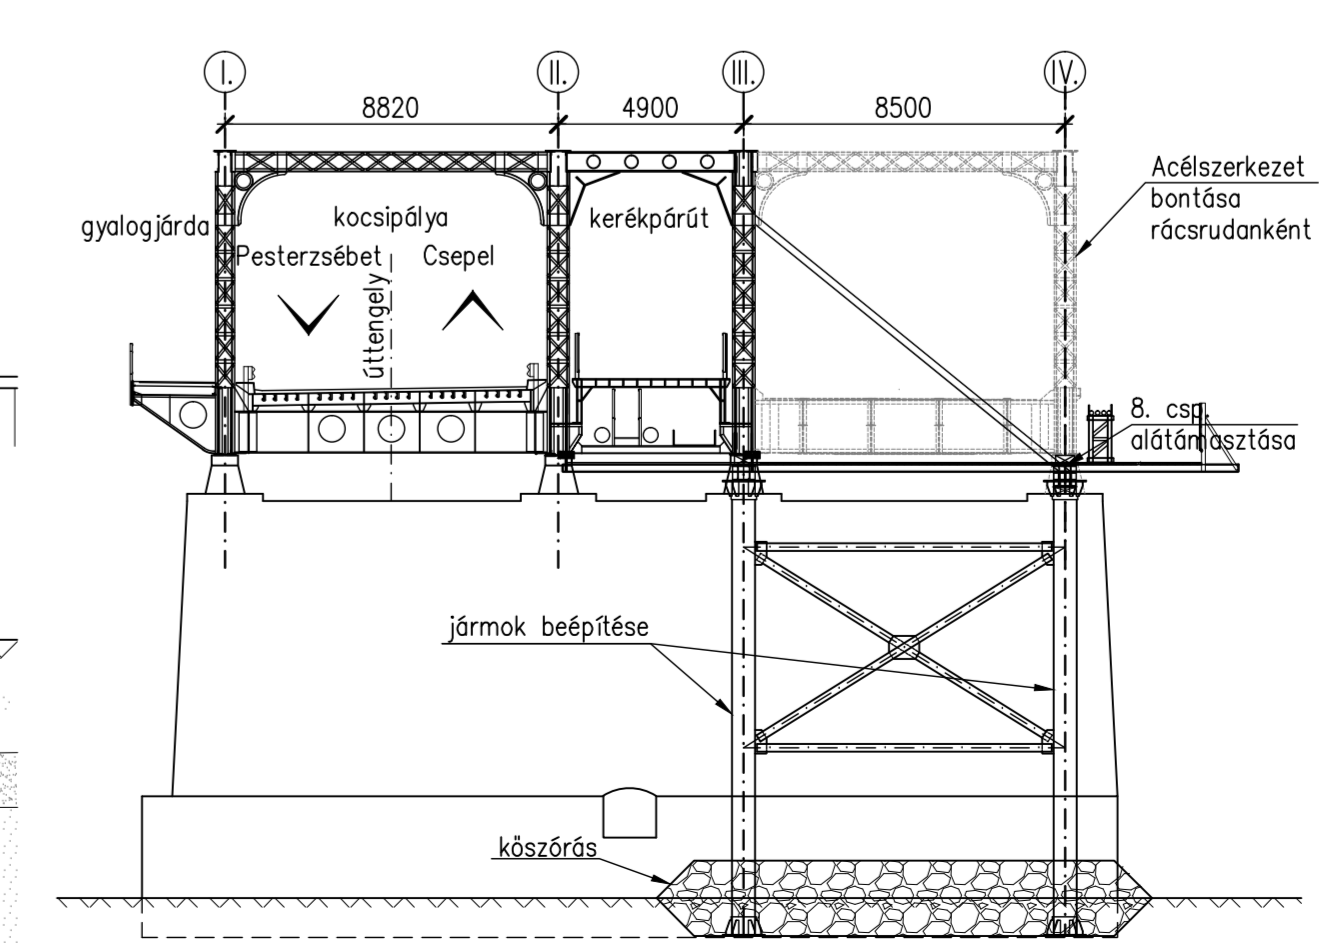 I. II. III. IV.
8820 4900 8500
Acélszerkezet
bontása
rácsrudanként
gyalogjárda
kocsipálya
kerékpárút
Pesterzsébet
Csepel
úttengely
8. csp.
alátámasztása
jármok beépítése
kőszórás